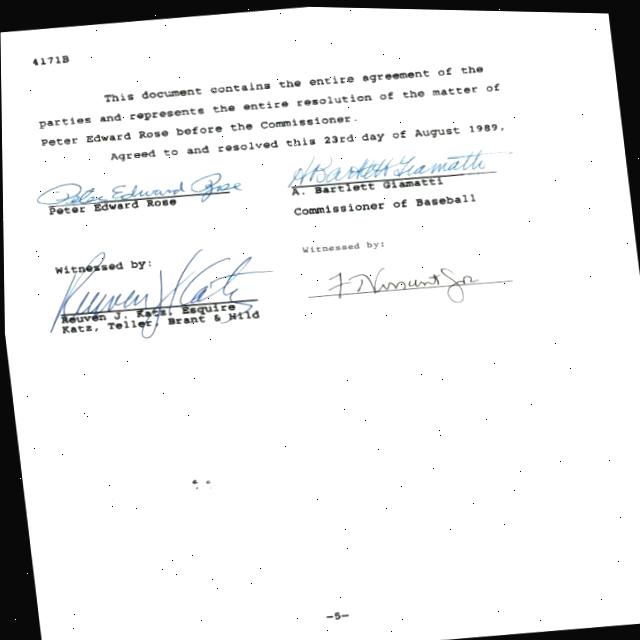 4171B
This document contains the entire agreement of the
parties and represents the entire resolution of the matter of
Peter Edward Rose before the Commissioner.
Agreed to and resolved this 23rd day of August 1989.
Peter Edward Rose
A Bartlett Giamatti
Peter Edward Rose
A. Bartlett Giamatti
Commissioner of Baseball
Witnessed by:
Witnessed by:
Reuven J Katz
F T Vincent Jr
Reuven J. Katz, Esquire
Katz, Teller, Brant & Hild
-5-